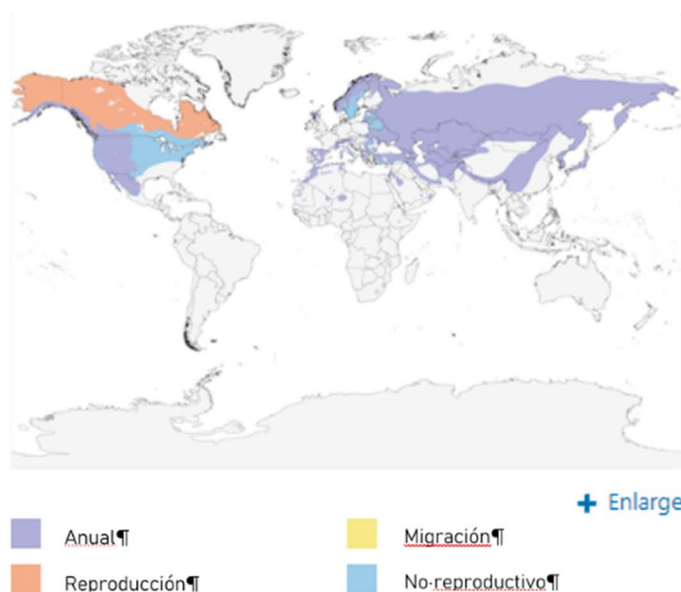 + Enlarge
Anual¶
Migración¶
Reproducción¶
No·reproductivo¶